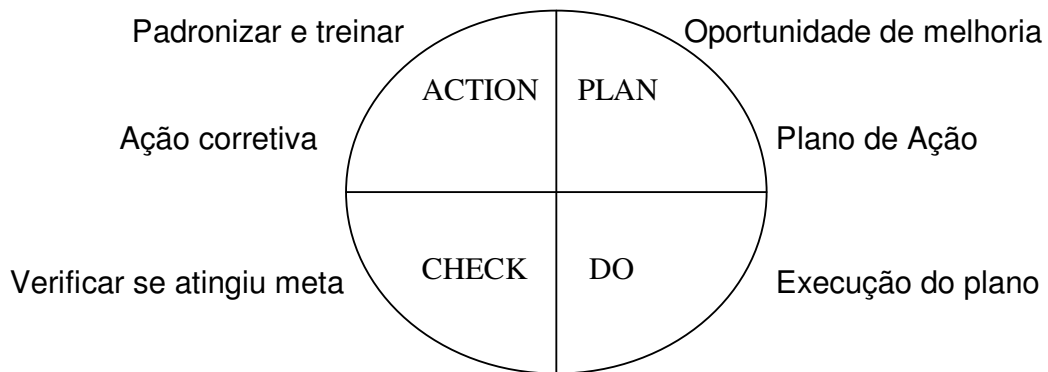 Padronizar e treinar
Oportunidade de melhoria
ACTION
PLAN
Ação corretiva
Plano de Ação
CHECK
DO
Verificar se atingiu meta
Execução do plano